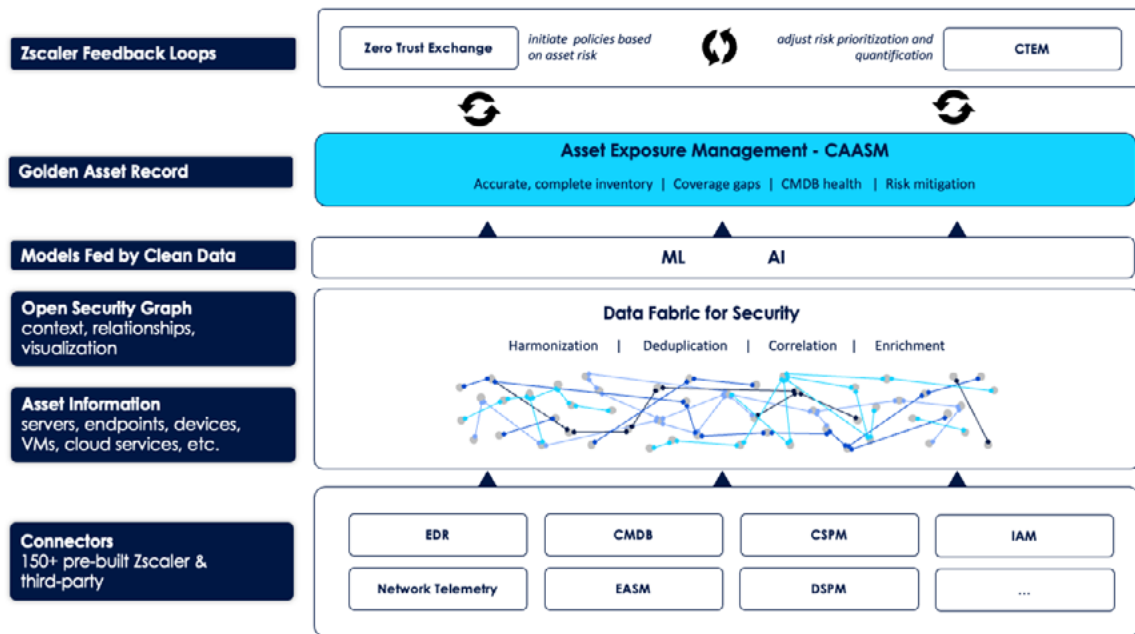 Zscaler Feedback Loops
Zero Trust Exchange
initiate policies based
on asset risk
adjust risk prioritization and
quantification
CTEM
Golden Asset Record
Asset Exposure Management - CAASM
Accurate, complete inventory | Coverage gaps | CMDB health | Risk mitigation
Models Fed by Clean Data
ML AI
Open Security Graph
context, relationships,
visualization
Data Fabric for Security
Harmonization | Deduplication | Correlation | Enrichment
Asset Information
servers, endpoints, devices,
VMs, cloud services, etc.
Connectors
150+ pre-built Zscaler &
third-party
EDR CMDB CSPM IAM
Network Telemetry EASM DSPM ...